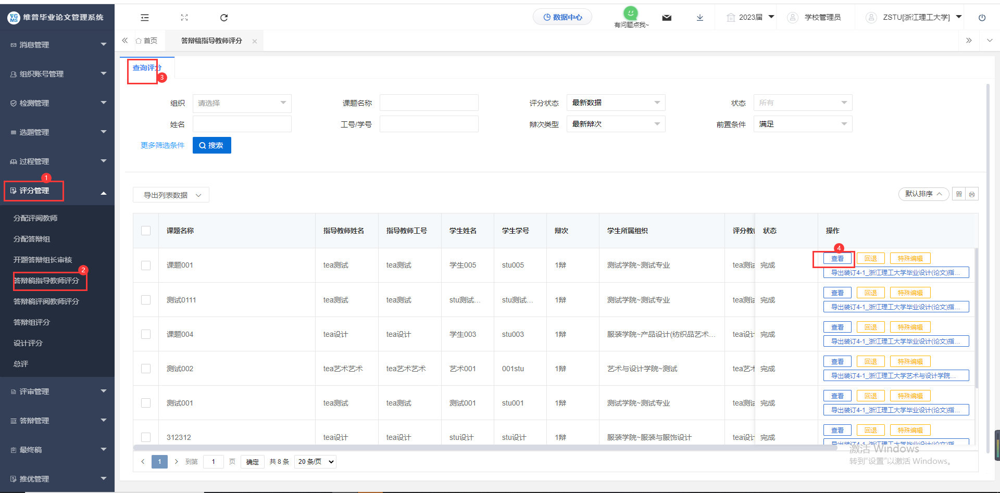 VG MS 维普毕业论文管理系统
数据中心
有问题点我~
2023届
学校管理员
ZSTU[浙江理工大学]
首页
答辩稿指导教师评分
消息管理
组织账号管理
检测管理
选题管理
过程管理
1
评分管理
分配评阅教师
分配答辩组
开题答辩组长审核
2
答辩稿指导教师评分
答辩稿评阅教师评分
答辩组评分
设计评分
总评
评审管理
答辩管理
最终稿
推优管理
查询评分
3
组织 请选择 课题名称 评分状态 最新数据 状态 所有
姓名 工号/学号 辩次类型 最新辩次 前置条件 满足
更多筛选条件 搜索
导出列表数据 默认排序
课题名称 指导教师姓名 指导教师工号 学生姓名 学生学号 辩次 学生所属组织 评分教 状态 操作
4
课题001 tea测试 tea测试 学生005 stu005 1辩 测试学院~测试专业 tea测试 完成 查看 回退 特殊编辑
导出装订4-1_浙江理工大学毕业设计(论文)指...
测试0111 tea测试 tea测试 stu测试... stu测试... 1辩 测试学院~测试专业 tea测试 完成 查看 回退 特殊编辑
导出装订4-1_浙江理工大学毕业设计(论文)指...
课题004 tea设计 tea设计 学生003 stu003 1辩 服装学院~产品设计(纺织品艺术... tea设计 完成 查看 回退 特殊编辑
导出装订4-1_浙江理工大学毕业设计(论文)指...
测试002 tea艺术艺术 tea艺术艺术 艺术001 001stu 1辩 艺术与设计学院~测试 tea艺术 完成 查看 回退 特殊编辑
导出装订4-1_浙江理工大学艺术与设计学院...
测试001 tea测试 tea测试 测试001 stu001 1辩 测试学院~测试专业 tea测试 完成 查看 回退 特殊编辑
导出装订4-1_浙江理工大学毕业设计(论文)指...
312312 tea设计 tea设计 stu设计 stu设计 1辩 服装学院~服装与服饰设计 tea设计 完成 查看 回退 特殊编辑
导出装订4-1_浙江理工大学毕业设计(论文)指...
1 到第 1 页 确定 共 8 条 20 条/页
激活 Windows
转到"设置"以激活 Windows。